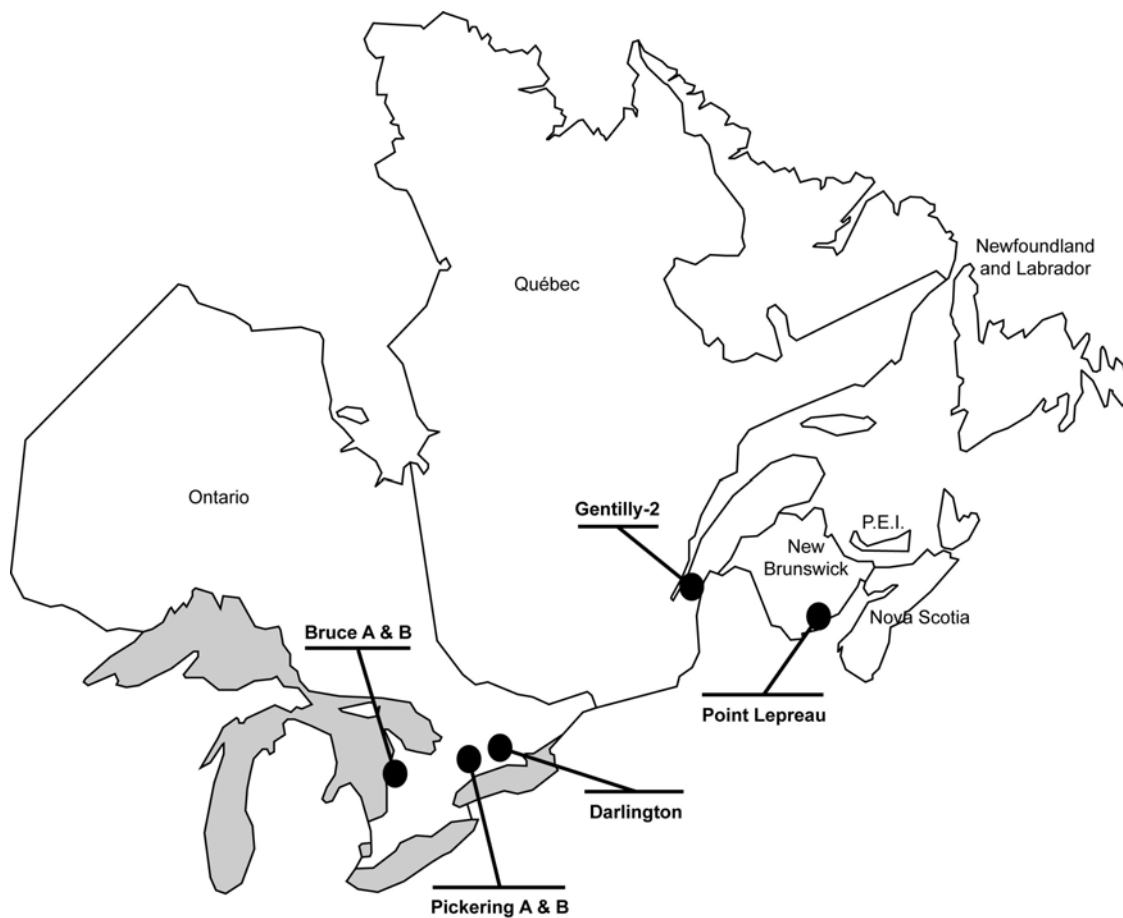 Newfoundland
and Labrador
Québec
Ontario
Gentilly-2
P.E.I.
New
Brunswick
Nova Scotia
Bruce A & B
Point Lepreau
Darlington
Pickering A & B